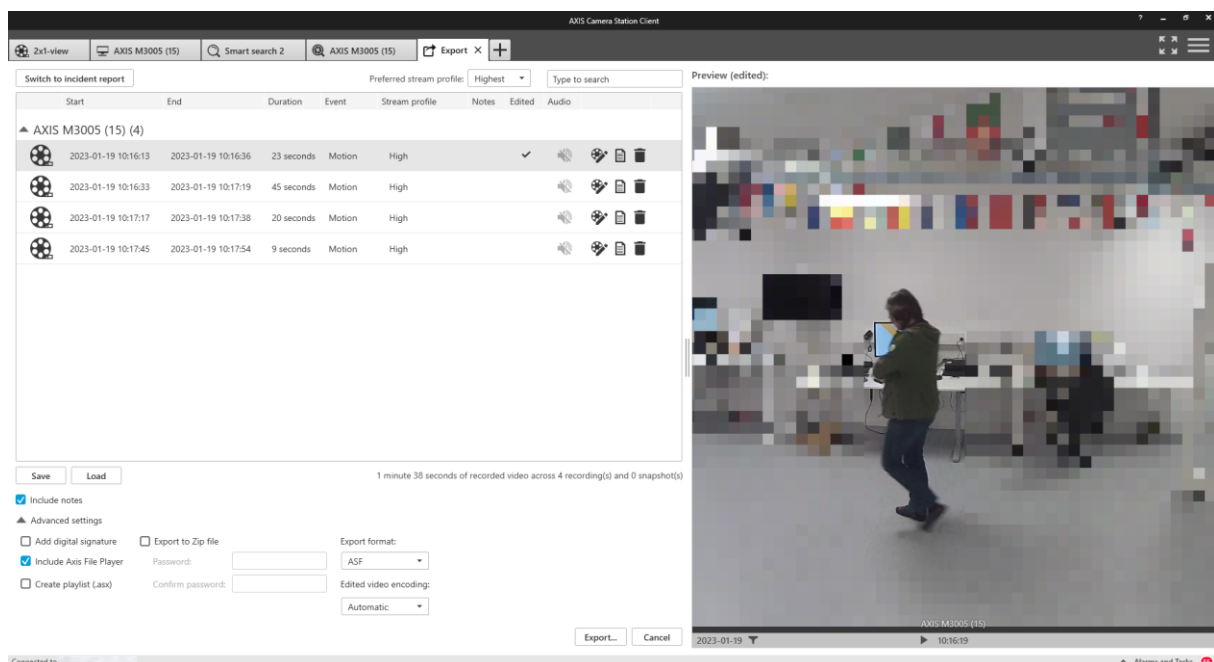 AXIS Camera Station Client
2x1-view AXIS M3005 (15) Smart search 2 AXIS M3005 (15) Export
Switch to incident report Preferred stream profile: Highest Type to search Preview (edited):
Start End Duration Event Stream profile Notes Edited Audio
AXIS M3005 (15) (4)
2023-01-19 10:16:13 2023-01-19 10:16:36 23 seconds Motion High
2023-01-19 10:16:33 2023-01-19 10:17:19 45 seconds Motion High
2023-01-19 10:17:17 2023-01-19 10:17:38 20 seconds Motion High
2023-01-19 10:17:45 2023-01-19 10:17:54 9 seconds Motion High
Save Load 1 minute 38 seconds of recorded video across 4 recording(s) and 0 snapshot(s)
Include notes
Advanced settings
Add digital signature Export to Zip file Export format:
Include Axis File Player Password: ASF
Create playlist (.asx) Confirm password: Edited video encoding:
Automatic
AXIS M3005 (15)
Export... Cancel 2023-01-19 10:16:19
Connected to Alarms and Tasks